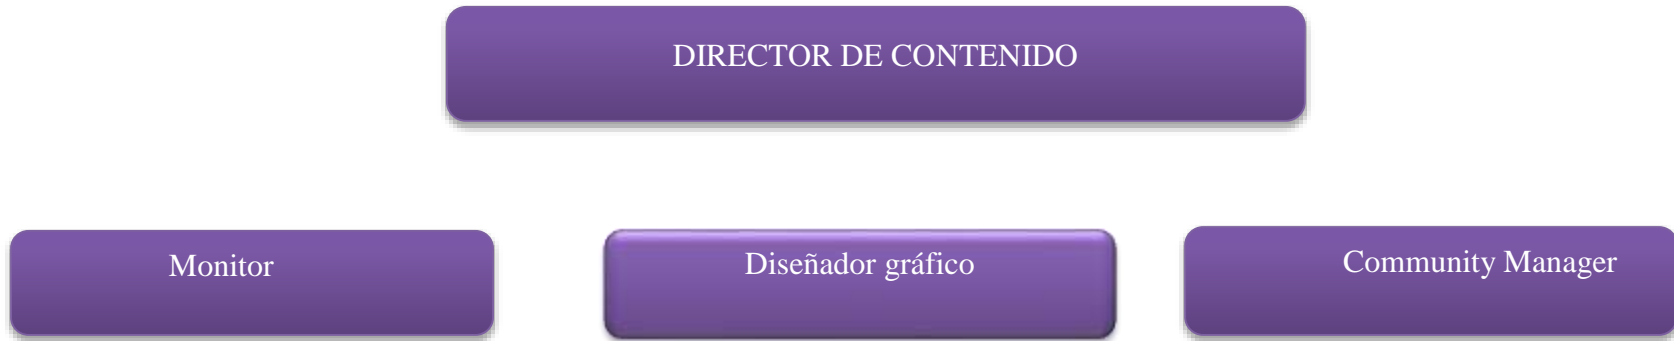 DIRECTOR DE CONTENIDO
Monitor
Diseñador gráfico
Community Manager